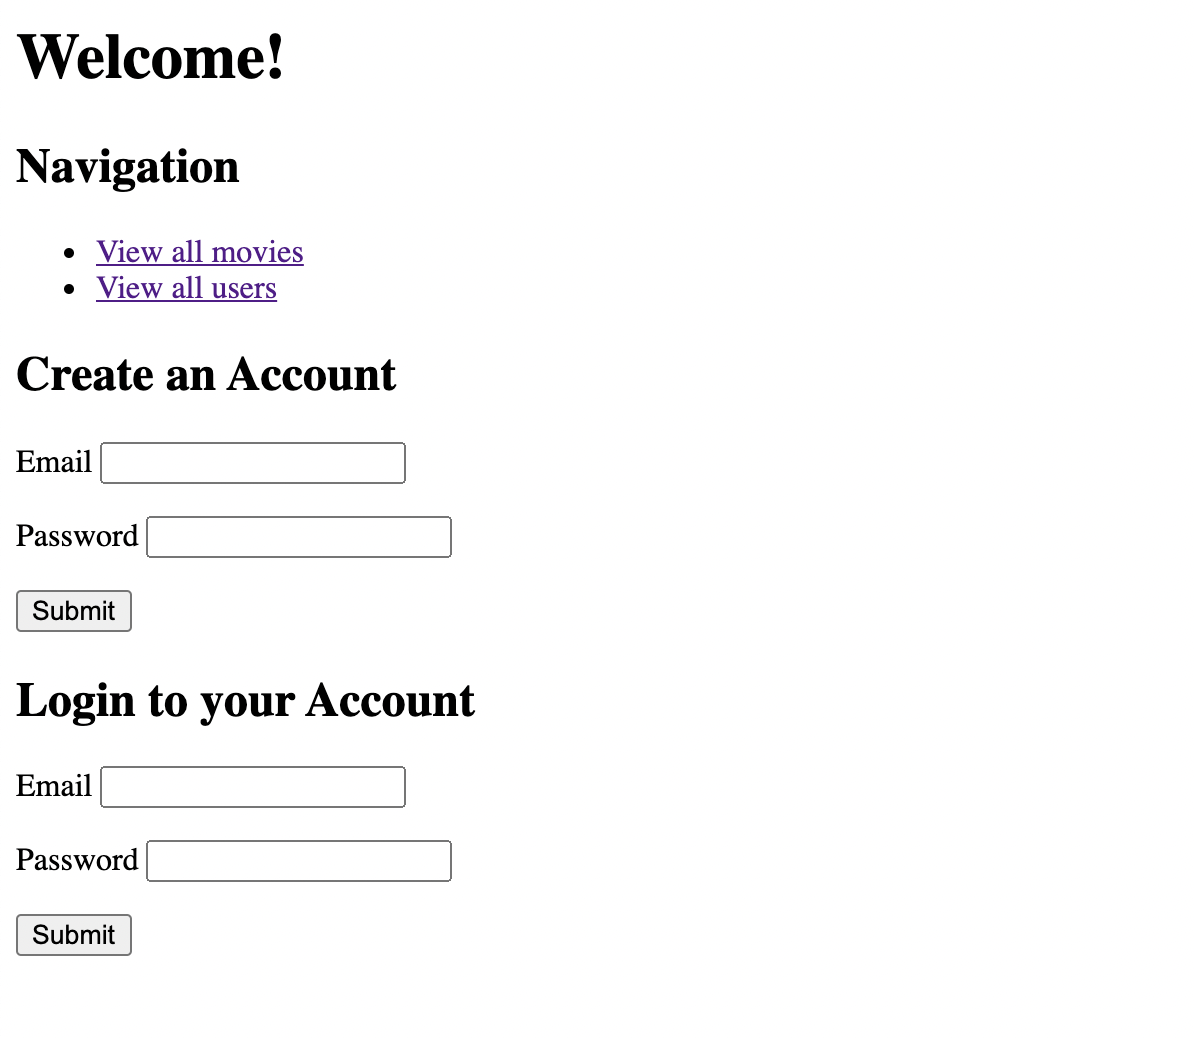 Welcome!
Navigation
View all movies
View all users
Create an Account
Email
Password
Submit
Login to your Account
Email
Password
Submit